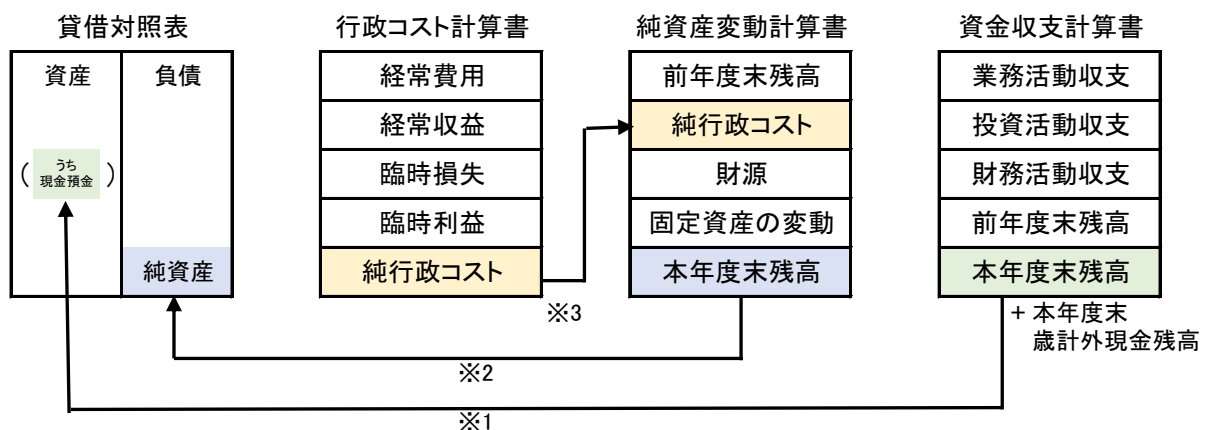 貸借対照表
資産
負債
(うち
現金預金)
純資産
行政コスト計算書
経常費用
経常収益
臨時損失
臨時利益
純行政コスト
※3
純資産変動計算書
前年度末残高
純行政コスト
財源
固定資産の変動
本年度末残高
※2
資金収支計算書
業務活動収支
投資活動収支
財務活動収支
前年度末残高
本年度末残高
+ 本年度末
歳計外現金残高
※1